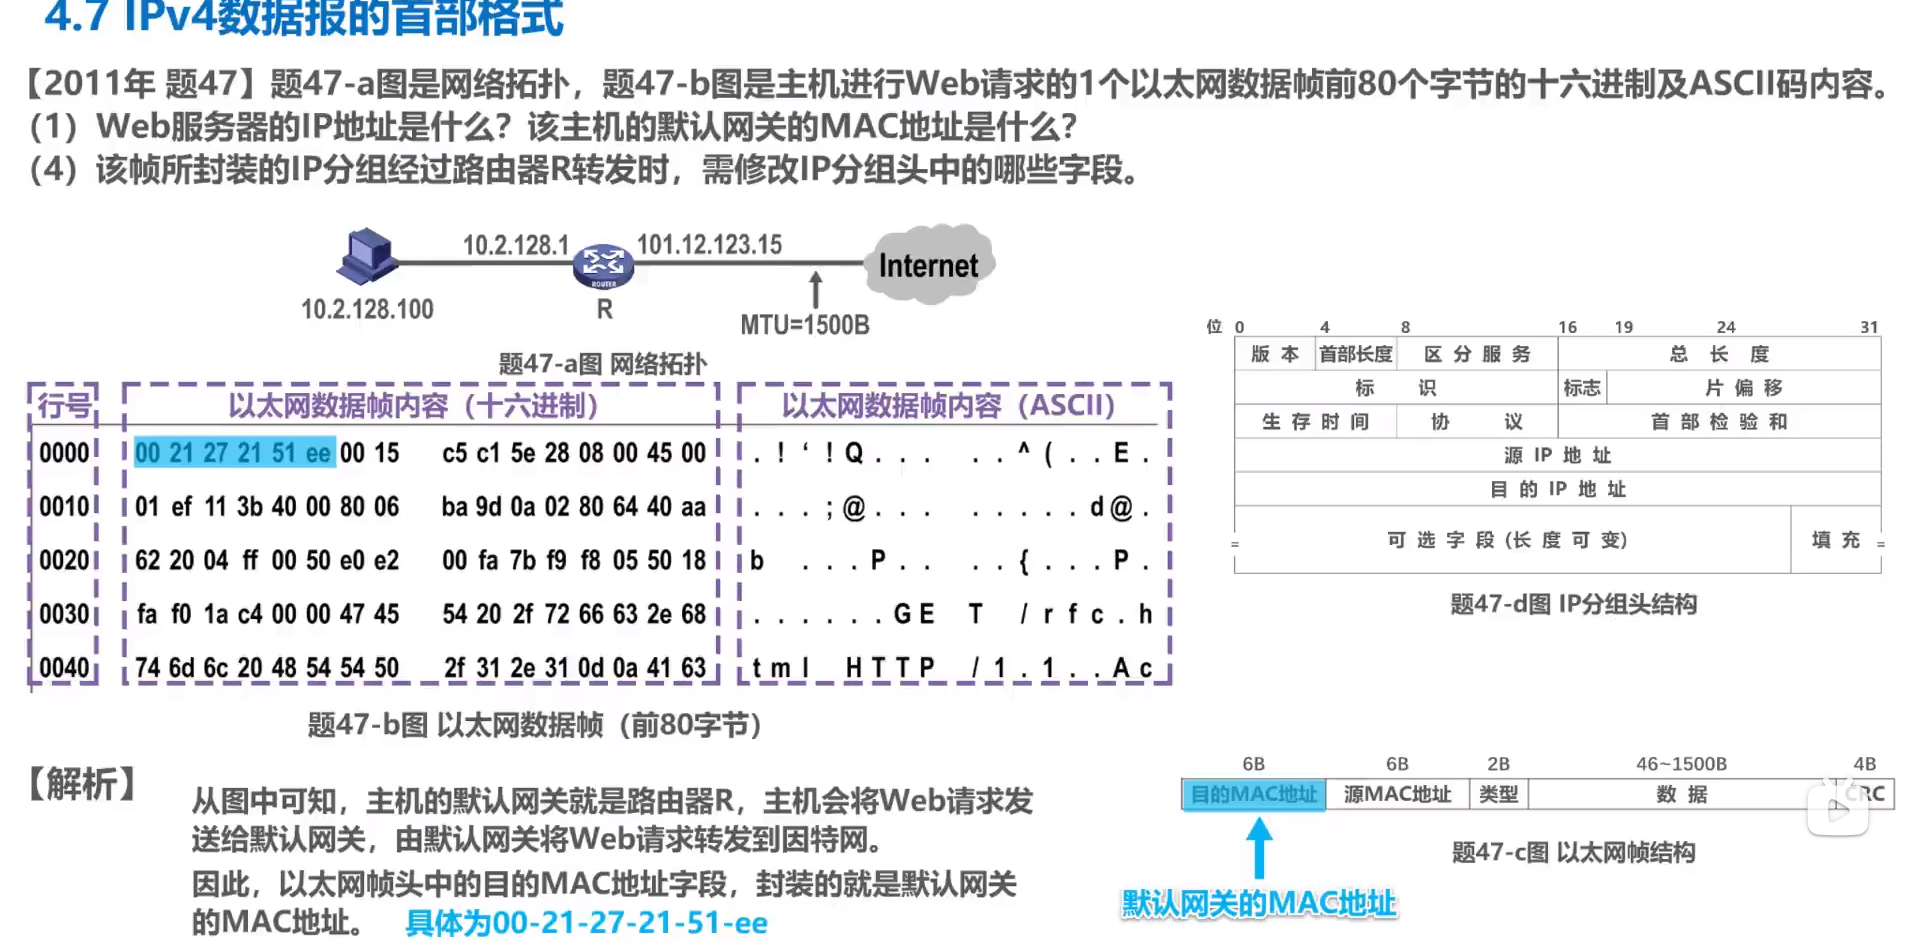 4.7 IPv4数据报的首部格式
【2011年 题47】题47-a图是网络拓扑，题47-b图是主机进行Web请求的1个以太网数据帧前80个字节的十六进制及ASCII码内容。
（1）Web服务器的IP地址是什么？该主机的默认网关的MAC地址是什么？
（4）该帧所封装的IP分组经过路由器R转发时，需修改IP分组头中的哪些字段。
10.2.128.1 101.12.123.15
Internet
ROUTER
10.2.128.100 R
MTU=1500B
题47-a图 网络拓扑
行号 以太网数据帧内容（十六进制） 以太网数据帧内容（ASCII）
0000 00 21 27 21 51 ee 00 15 c5 c1 5e 28 08 00 45 00 . ! ‘ ! Q . . . . . ^ ( . . E .
0010 01 ef 11 3b 40 00 80 06 ba 9d 0a 02 80 64 40 aa . . . ; @ . . . . . . . . d @ .
0020 62 20 04 ff 00 50 e0 e2 00 fa 7b f9 f8 05 50 18 b . . . P . . . . { . . . P .
0030 fa f0 1a c4 00 00 47 45 54 20 2f 72 66 63 2e 68 . . . . . . G E T / r f c . h
0040 74 6d 6c 20 48 54 54 50 2f 31 2e 31 0d 0a 41 63 t m l H T T P / 1 . 1 . . A c
题47-b图 以太网数据帧（前80字节）
位 0 4 8 16 19 24 31
版本 首部长度 区分服务 总长度
标识 标志 片偏移
生存时间 协议 首部检验和
源IP地址
目的IP地址
可选字段(长度可变) 填充
题47-d图 IP分组头结构
【解析】
从图中可知，主机的默认网关就是路由器R，主机会将Web请求发
送给默认网关，由默认网关将Web请求转发到因特网。
因此，以太网帧头中的目的MAC地址字段，封装的就是默认网关
的MAC地址。 具体为00-21-27-21-51-ee
6B 6B 2B 46~1500B 4B
目的MAC地址 源MAC地址 类型 数据 CRC
题47-c图 以太网帧结构
默认网关的MAC地址